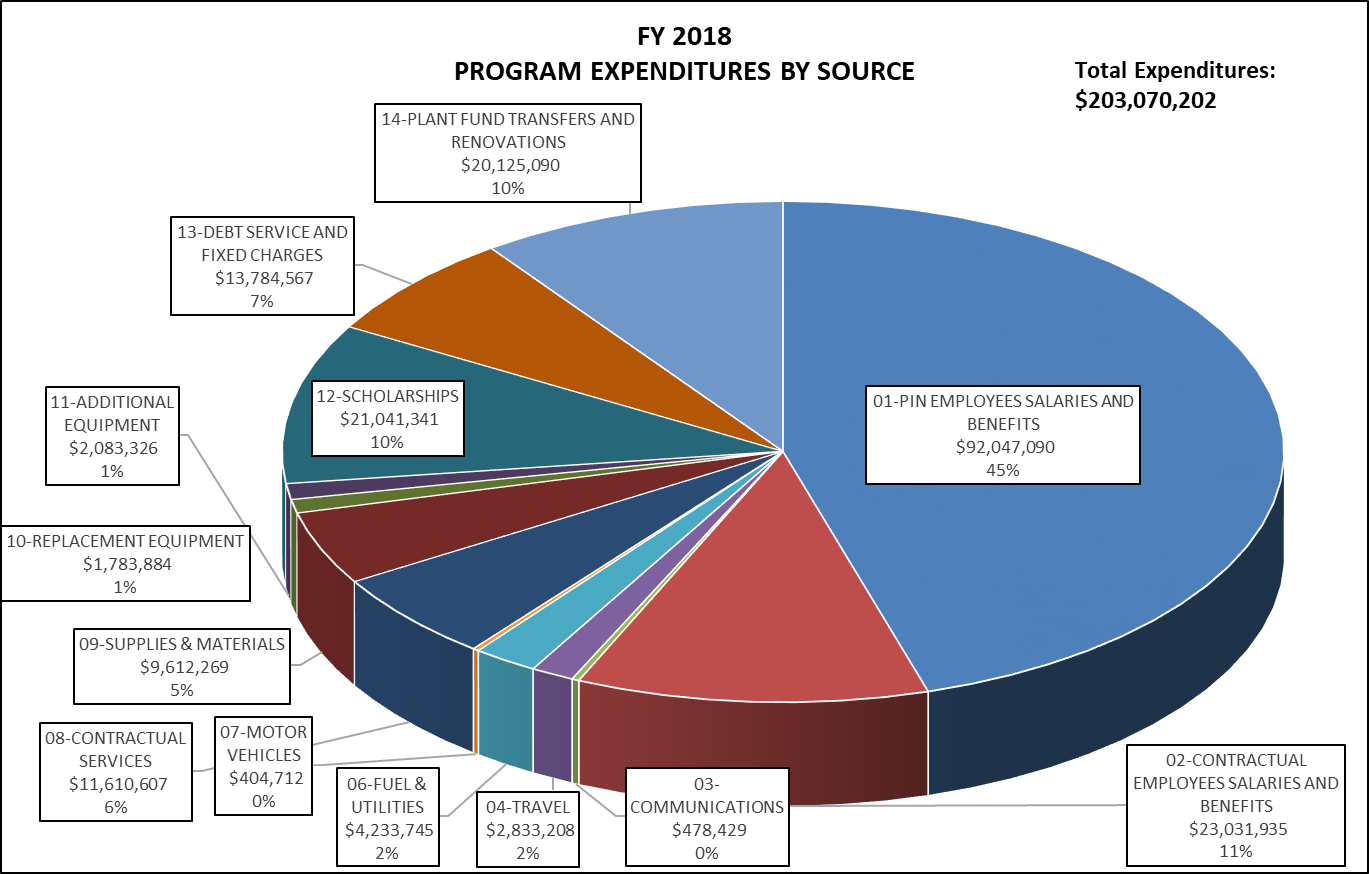 FY 2018
PROGRAM EXPENDITURES BY SOURCE
Total Expenditures:
$203,070,202
14-PLANT FUND TRANSFERS AND
RENOVATIONS
$20,125,090
10%
13-DEBT SERVICE AND
FIXED CHARGES
$13,784,567
7%
12-SCHOLARSHIPS
$21,041,341
10%
11-ADDITIONAL
EQUIPMENT
$2,083,326
1%
01-PIN EMPLOYEES SALARIES AND
BENEFITS
$92,047,090
45%
10-REPLACEMENT EQUIPMENT
$1,783,884
1%
09-SUPPLIES & MATERIALS
$9,612,269
5%
08-CONTRACTUAL
SERVICES
$11,610,607
6%
07-MOTOR
VEHICLES
$404,712
0%
06-FUEL &
UTILITIES
$4,233,745
2%
04-TRAVEL
$2,833,208
2%
03-
COMMUNICATIONS
$478,429
0%
02-CONTRACTUAL
EMPLOYEES SALARIES AND
BENEFITS
$23,031,935
11%